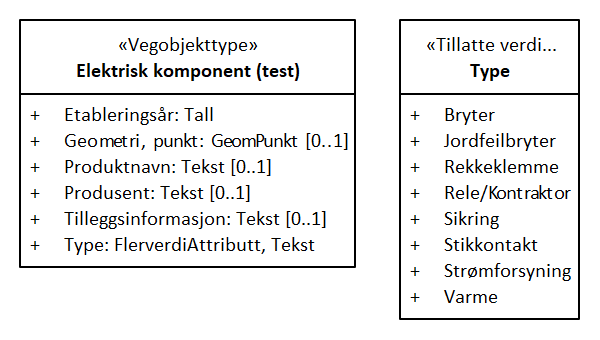 «Vegobjekttype»
Elektrisk komponent (test)
+ Etableringsår: Tall
+ Geometri, punkt: GeomPunkt [0..1]
+ Produktnavn: Tekst [0..1]
+ Produsent: Tekst [0..1]
+ Tilleggsinformasjon: Tekst [0..1]
+ Type: FlerverdiAttributt, Tekst
«Tillatte verdi...
Type
+ Bryter
+ Jordfeilbryter
+ Rekkeklemme
+ Rele/Kontraktor
+ Sikring
+ Stikkontakt
+ Strømforsyning
+ Varme